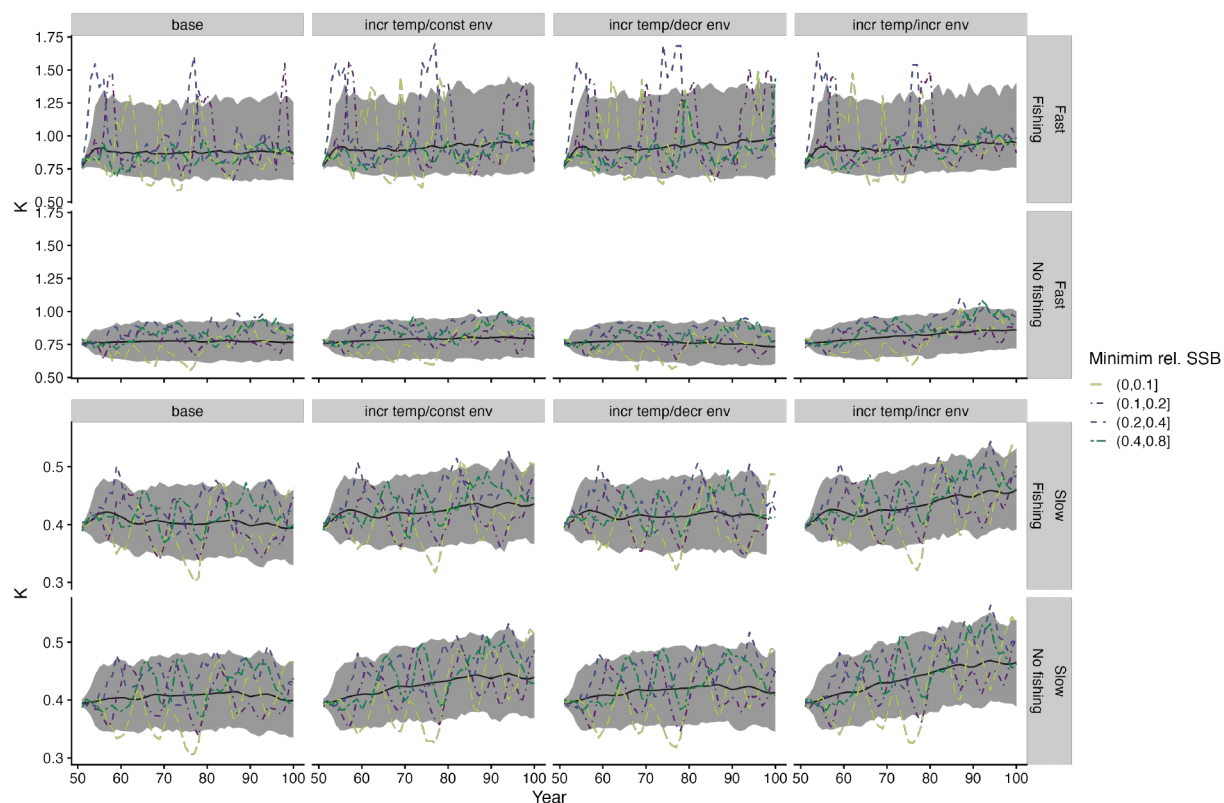 base
incr temp/const env
incr temp/decr env
incr temp/incr env
1.75
1.50
1.25
1.00
0.75
0.50
Fast
Fishing
K
1.75
1.50
1.25
1.00
0.75
0.50
Fast
No fishing
base
incr temp/const env
incr temp/decr env
incr temp/incr env
0.5
0.4
0.3
Slow
Fishing
K
0.5
0.4
0.3
Slow
No fishing
50 60 70 80 90 100 50 60 70 80 90 100 50 60 70 80 90 100 50 60 70 80 90 100
Year
Minimim rel. SSB
(0,0.1]
(0.1,0.2]
(0.2,0.4]
(0.4,0.8]